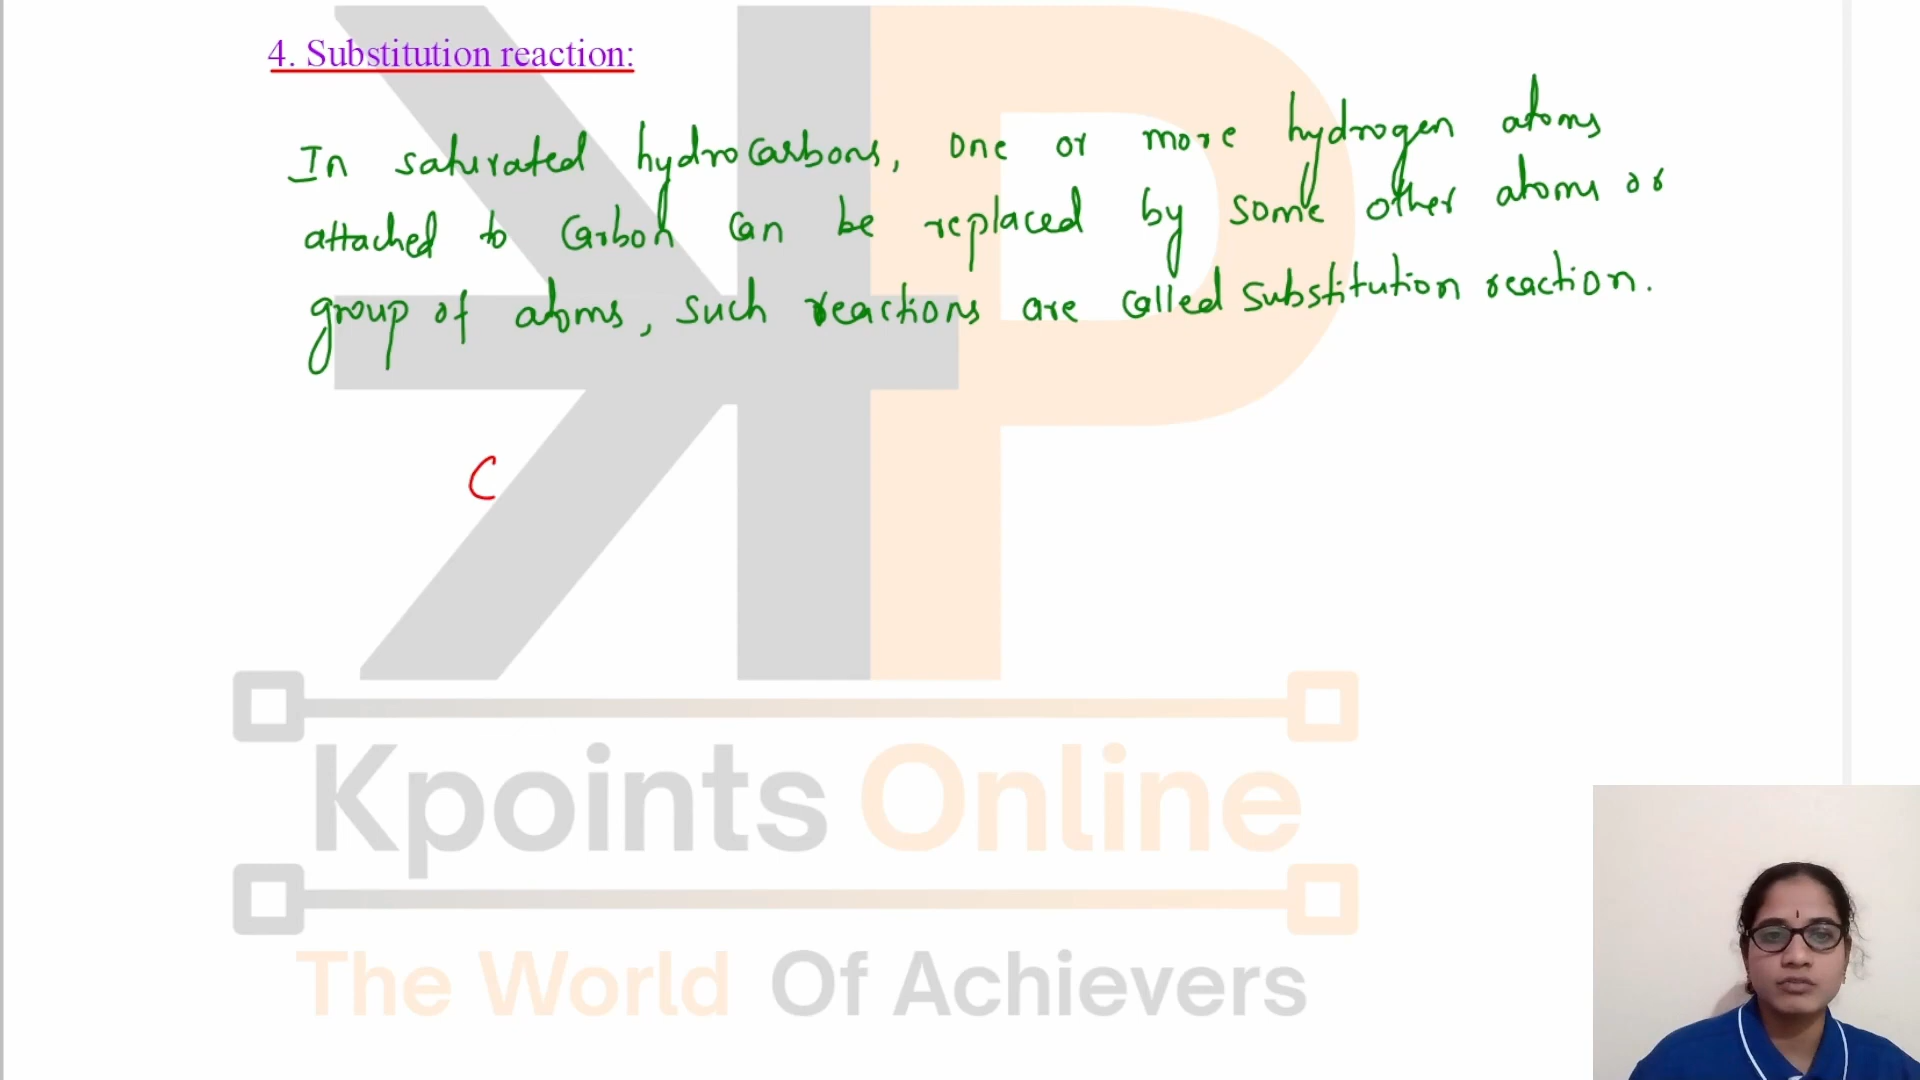 4. Substitution reaction:
In saturated hydrocarbons, one or more hydrogen atoms
attached to Carbon can be replaced by some other atoms or
group of atoms, such reactions are called substitution reaction.
C
Kpoints Online
The World Of Achievers